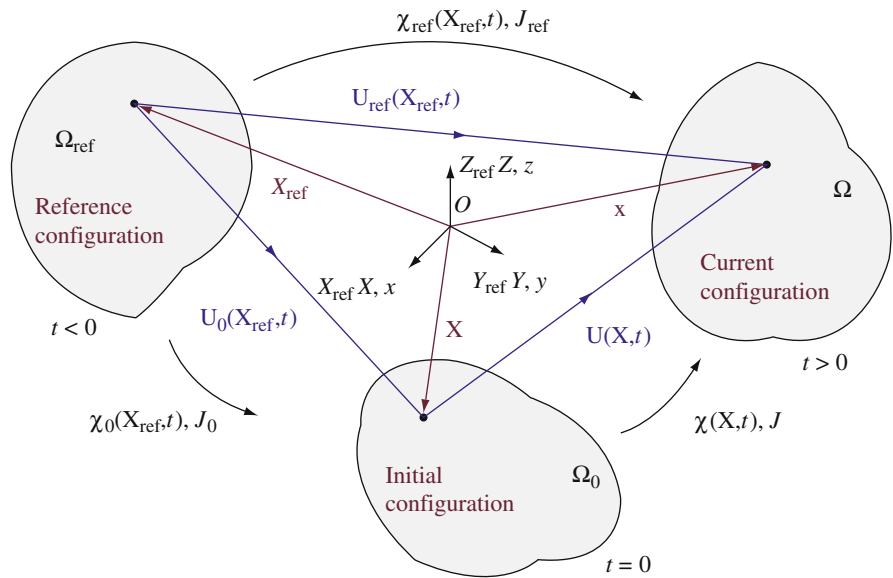 χref(Xref,t), Jref
Uref(Xref,t)
Ωref
Xref
Reference
configuration
t < 0
Zref Z, z
O
Xref X, x
Yref Y, y
x
Ω
Current
configuration
t > 0
U0(Xref,t)
X
U(X,t)
χ0(Xref,t), J0
χ(X,t), J
Initial
configuration
Ω0
t = 0